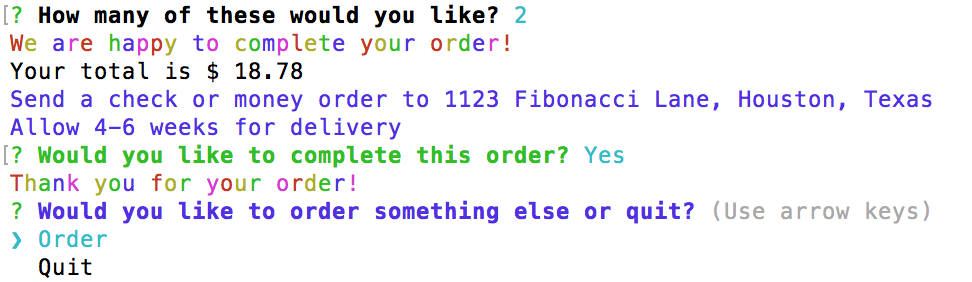 [? How many of these would you like? 2
We are happy to complete your order!
Your total is $ 18.78
Send a check or money order to 1123 Fibonacci Lane, Houston, Texas
Allow 4-6 weeks for delivery
[? Would you like to complete this order? Yes
Thank you for your order!
? Would you like to order something else or quit? (Use arrow keys)
❯ Order
Quit